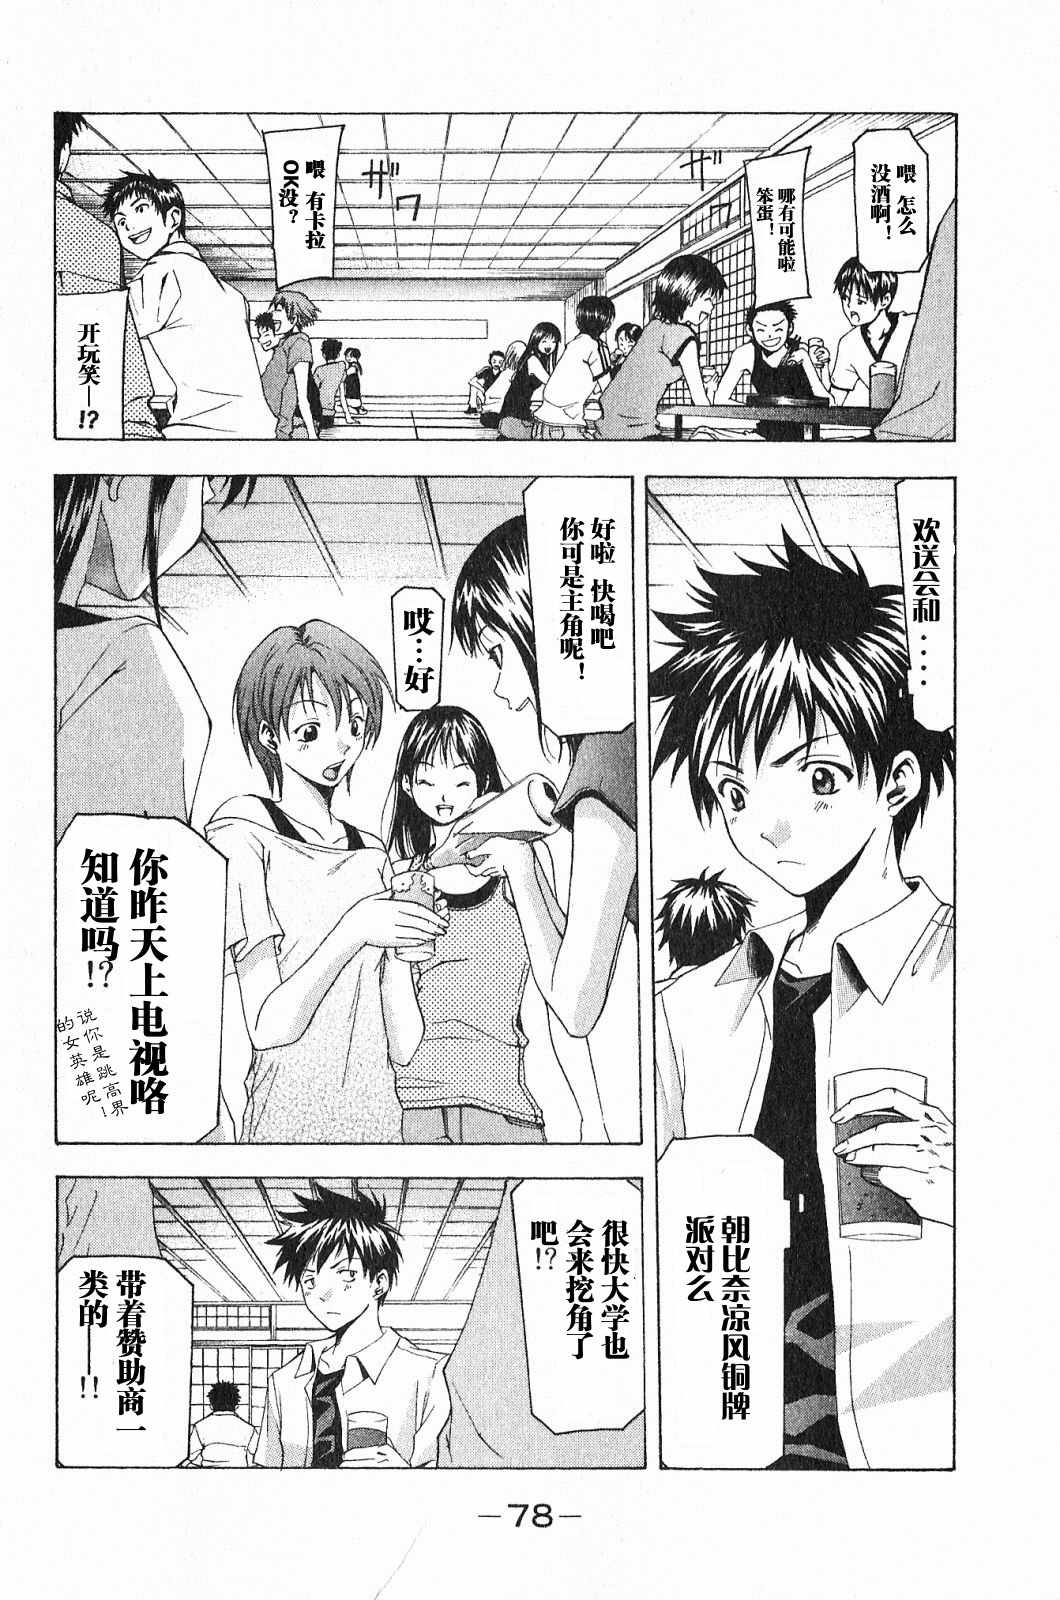 喂 怎么
没酒啊!
哪有可能啦
笨蛋!
ザワ
ザワ
喂 有卡拉
OK没?
开玩笑—!?
欢送会和····
朝比奈凉风铜牌
派对么
好啦 快喝吧
你可是主角呢!
哎…·好
你昨天上电视咯
知道吗!?
说你是跳高界
的女英雄呢!
很快大学也
会来挖角了
吧!?
带着赞助商一
类的——!!
—78—